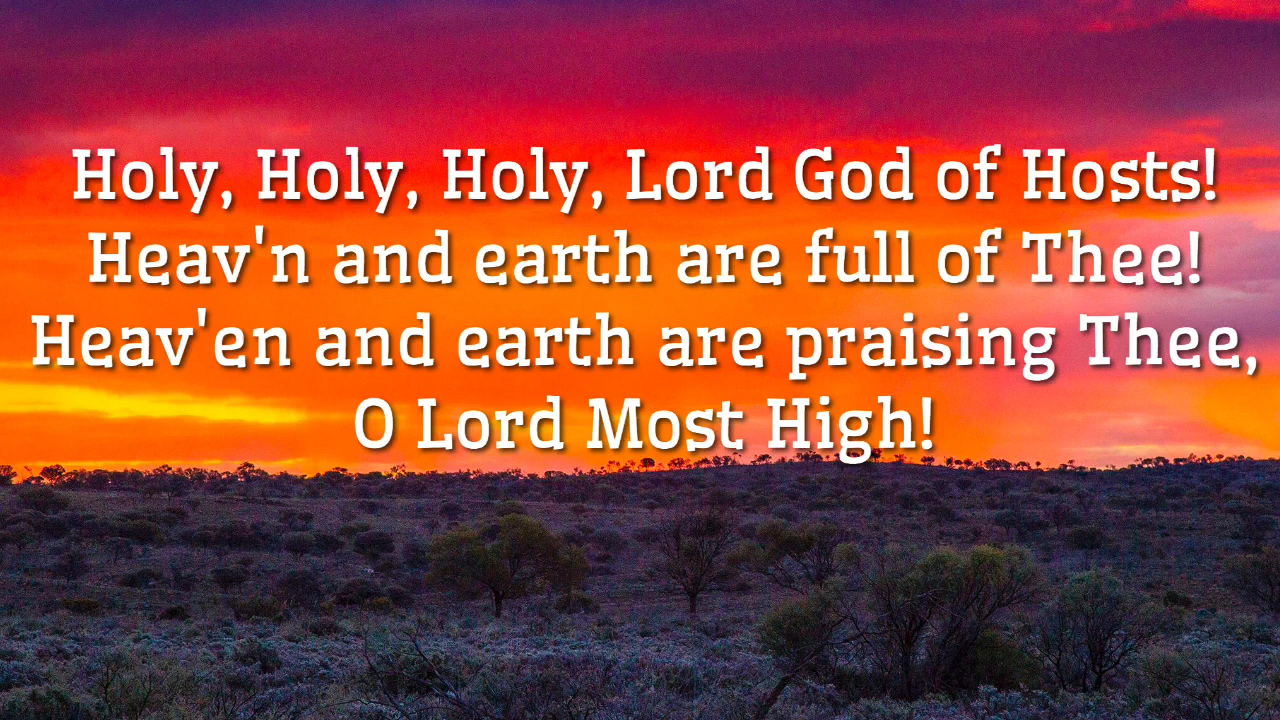 Holy, Holy, Holy, Lord God of Hosts!
Heav'n and earth are full of Thee!
Heav'en and earth are praising Thee,
O Lord Most High!